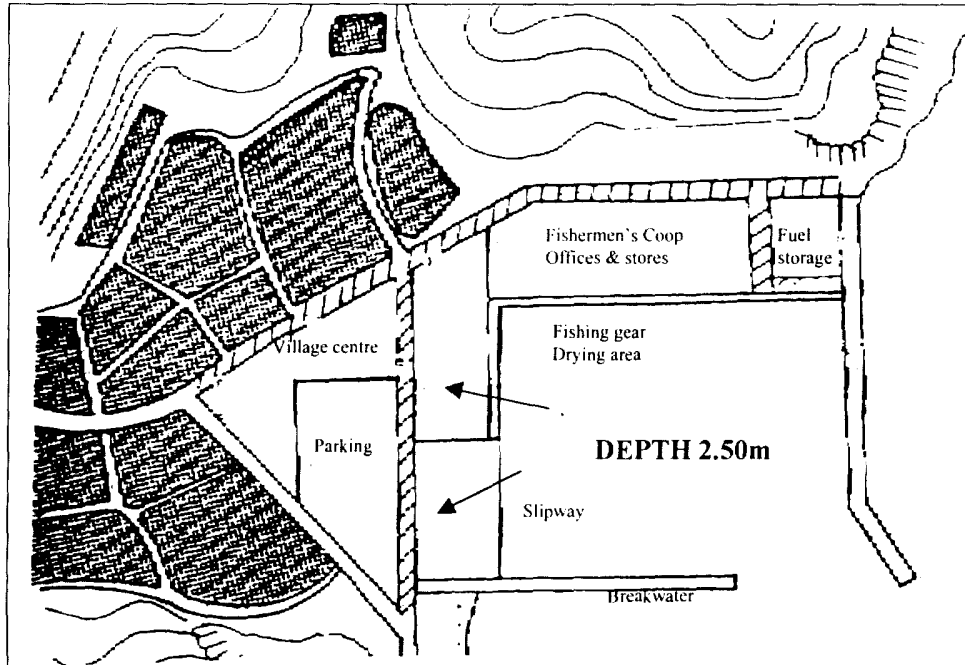 Fishermen's Coop
Offices & stores
Fuel
storage
Fishing gear
Drying area
Village centre
Parking
DEPTH 2.50m
Slipway
Breakwater